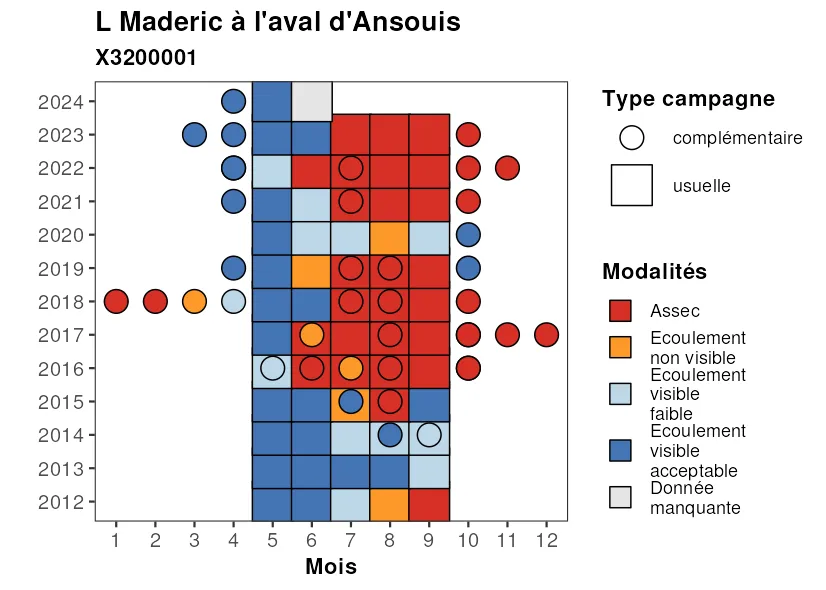 L Maderic à l'aval d'Ansouis
X3200001
2024
2023
2022
2021
2020
2019
2018
2017
2016
2015
2014
2013
2012
1 2 3 4 5 6 7 8 9 10 11 12
Mois
Type campagne
complémentaire
usuelle
Modalités
Assec
Ecoulement
non visible
Ecoulement
visible
faible
Ecoulement
visible
acceptable
Donnée
manquante